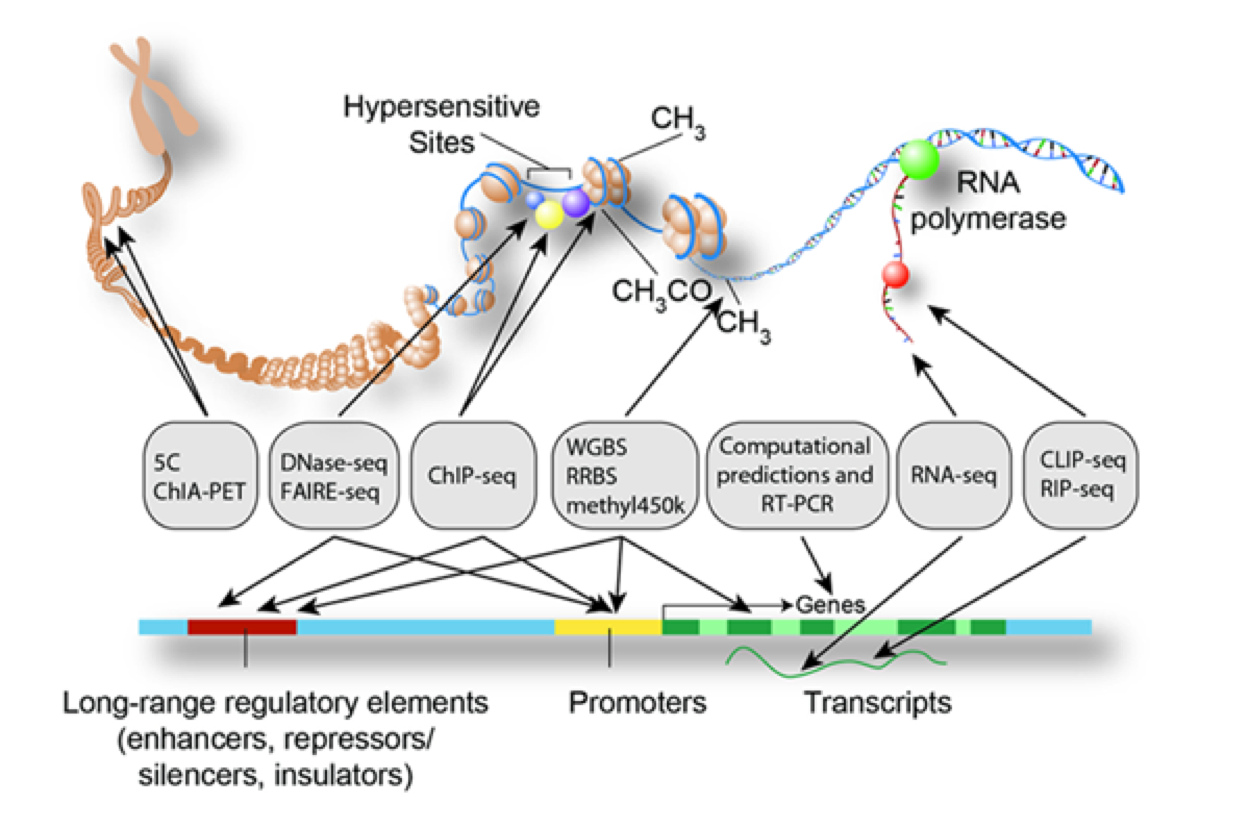 Hypersensitive
Sites
CH3
RNA
polymerase
CH3CO
CH3
5C
ChIA-PET
DNase-seq
FAIRE-seq
ChIP-seq
WGBS
RRBS
methyl450k
Computational
predictions and
RT-PCR
RNA-seq
CLIP-seq
RIP-seq
Genes
Long-range regulatory elements
(enhancers, repressors/
silencers, insulators)
Promoters
Transcripts